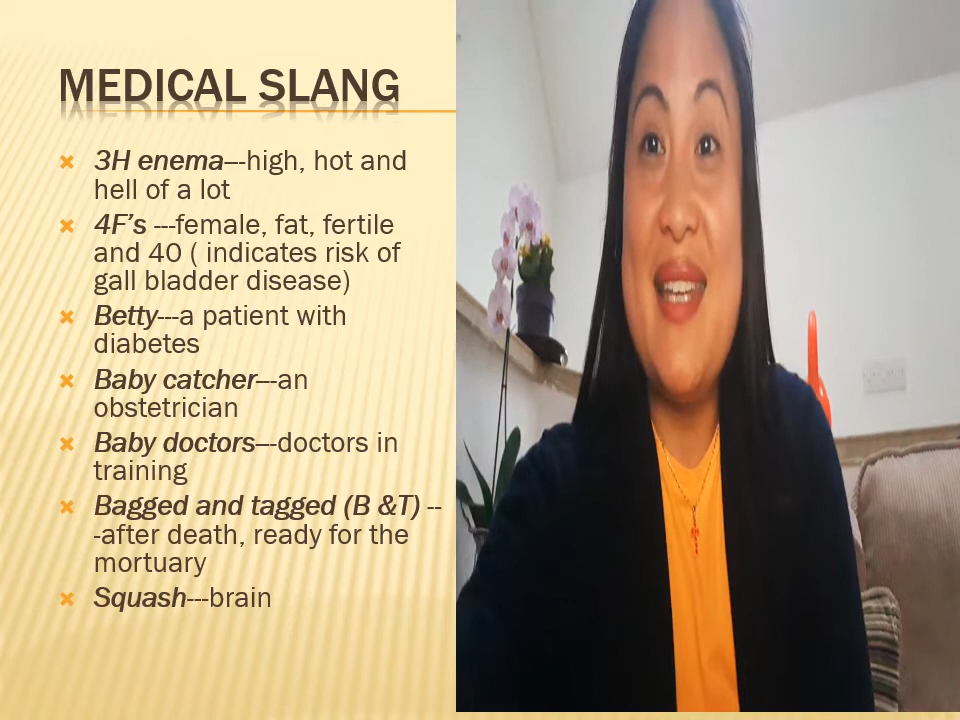 MEDICAL SLANG
3H enema—-high, hot and
hell of a lot
4F's ---female, fat, fertile
and 40 ( indicates risk of
gall bladder disease)
Betty---a patient with
diabetes
Baby catcher—-an
obstetrician
Baby doctors—-doctors in
training
Bagged and tagged (B &T) --
-after death, ready for the
mortuary
Squash---brain